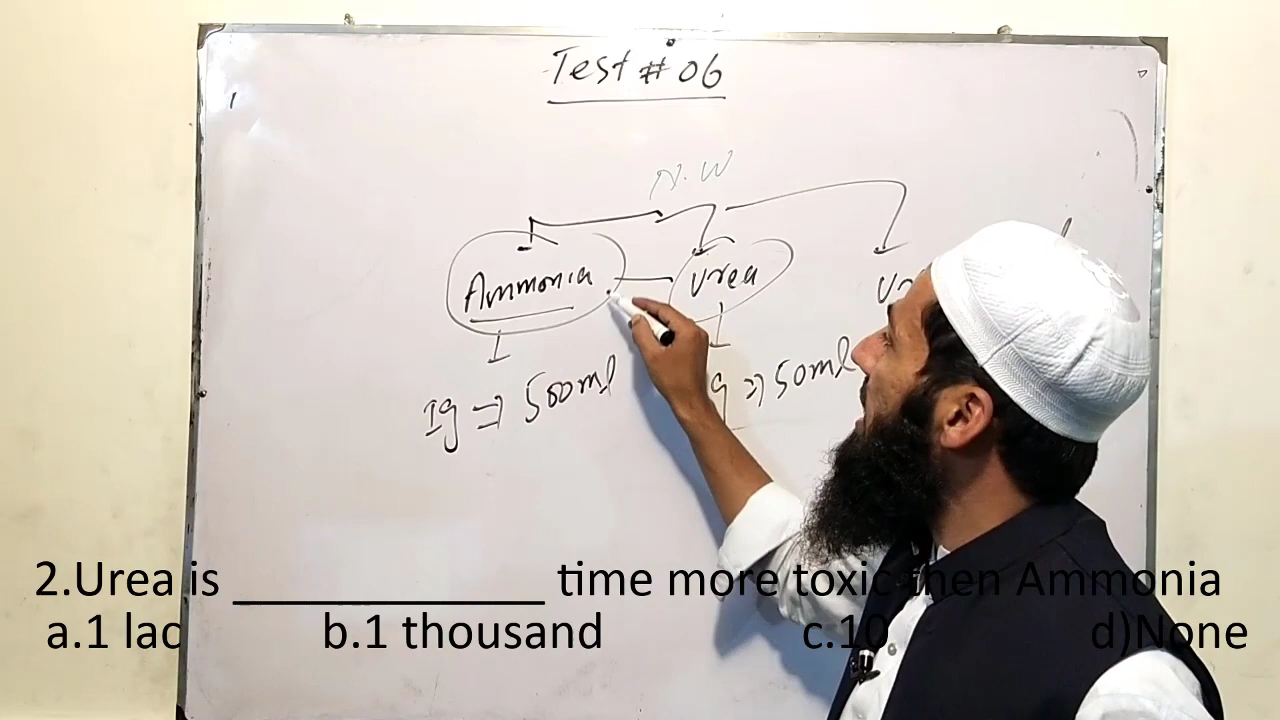 Test # 06
N.W
Ammonia Urea
1g => 500ml g => 50ml
2.Urea is _____________ time more toxic then Ammonia
a.1 lac b.1 thousand c.10 d)None